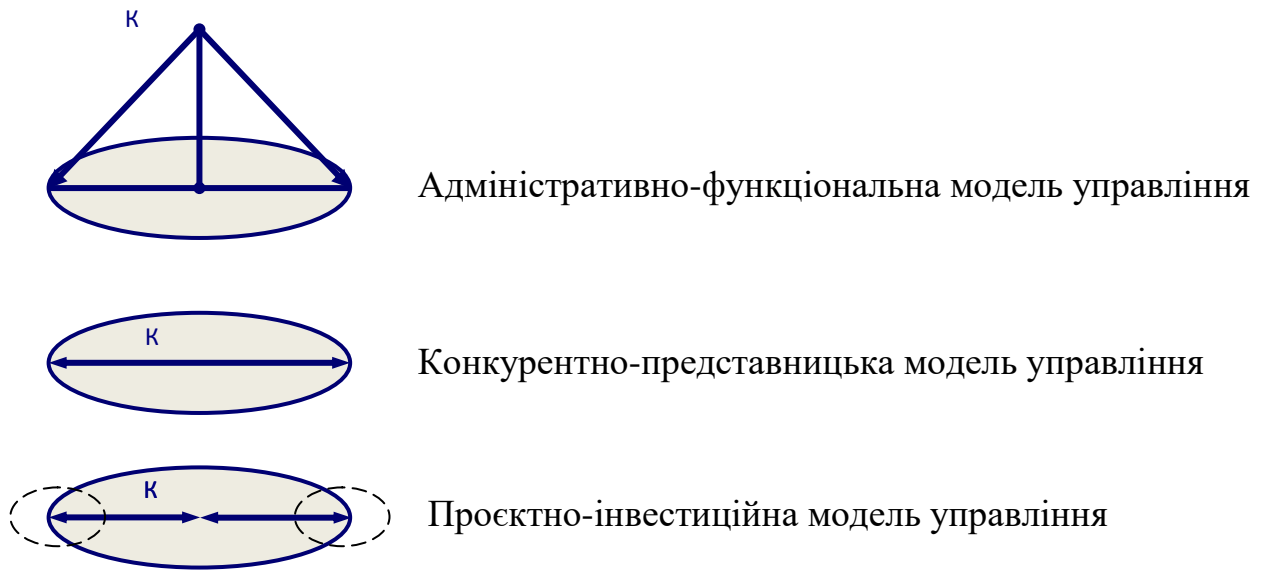 К
Адміністративно-функціональна модель управління
К
Конкурентно-представницька модель управління
К
Проєктно-інвестиційна модель управління